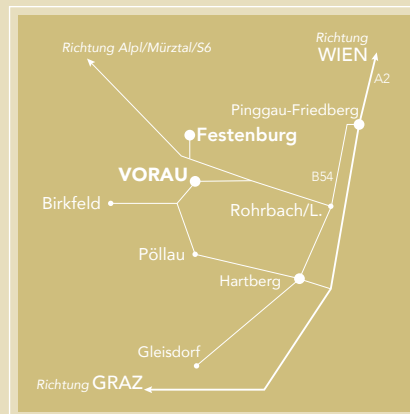 Richtung
WIEN
Richtung Alpl/Mürztal/S6
A2
Pinggau-Friedberg
Festenburg
VORAU
B54
Birkfeld
Rohrbach/L.
Pöllau
Hartberg
Gleisdorf
Richtung GRAZ